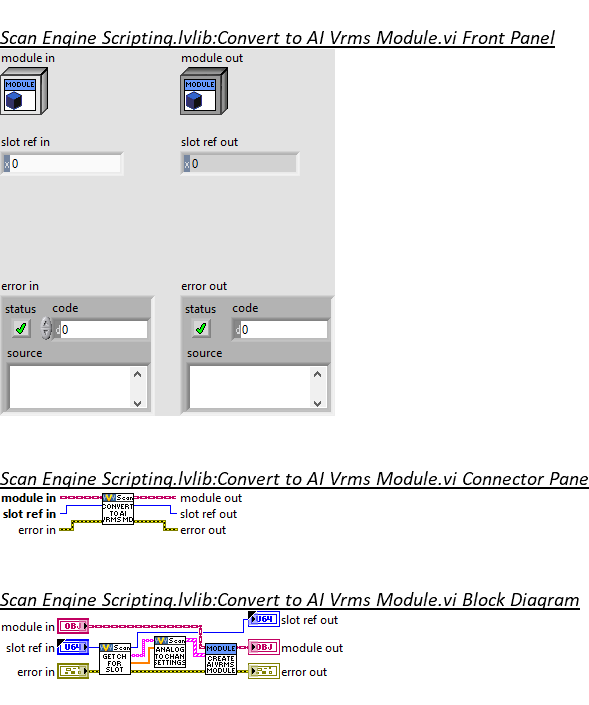 Scan Engine Scripting.lvlib:Convert to AI Vrms Module.vi Front Panel
module in module out
MODULE MODULE
slot ref in slot ref out
x 0 x 0
error in error out
status code status code
d 0 d 0
source source
Scan Engine Scripting.lvlib:Convert to AI Vrms Module.vi Connector Pane
module in Scan module out
slot ref in CONVERT TO AI VRMS MD slot ref out
error in error out
Scan Engine Scripting.lvlib:Convert to AI Vrms Module.vi Block Diagram
U64 slot ref out
module in OBJ
slot ref in U64 Scan Scan MODULE OBJ module out
GET CH FOR SLOT ANALOG TO CHAN SETTINGS CREATE AI VRMS MODULE
error in error out